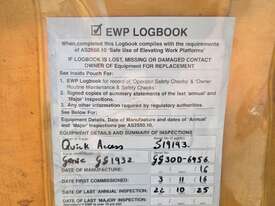 EWP LOGBOOK
When completed this Logbook complies with the requirements
of AS2550.10 'Safe Use of Elevating Work Platforms'
IF LOGBOOK IS LOST, MISSING OR DAMAGED CONTACT
OWNER OF EQUIPMENT FOR REPLACEMENT
See Inside Pouch For:
1. EWP Logbook for record of 'Operator Safety Checks' & 'Owner
Routine Maintenance & Safety Checks'
2. Signed copies of summary statements of the last 'annual' and
'Major' inspections.
3. Any other information required by regulatory authorities.
See Below For:
Equipment Details, Date of Manufacture and dates of 'Annual
and 'Major' inspections per AS2550.10.
EQUIPMENT DETAILS AND SUMMARY OF INSPECTIONS
Quick Access S19193
Genie GS1932 GS300-6956
DATE OF MANUFACTURE: 16
DATE FIRST COMMISSIONED: 3 11 16
DATE OF LAST ANNUAL INSPECTION: 22 10 25
DATE OF LAST MAJOR INSPECTION